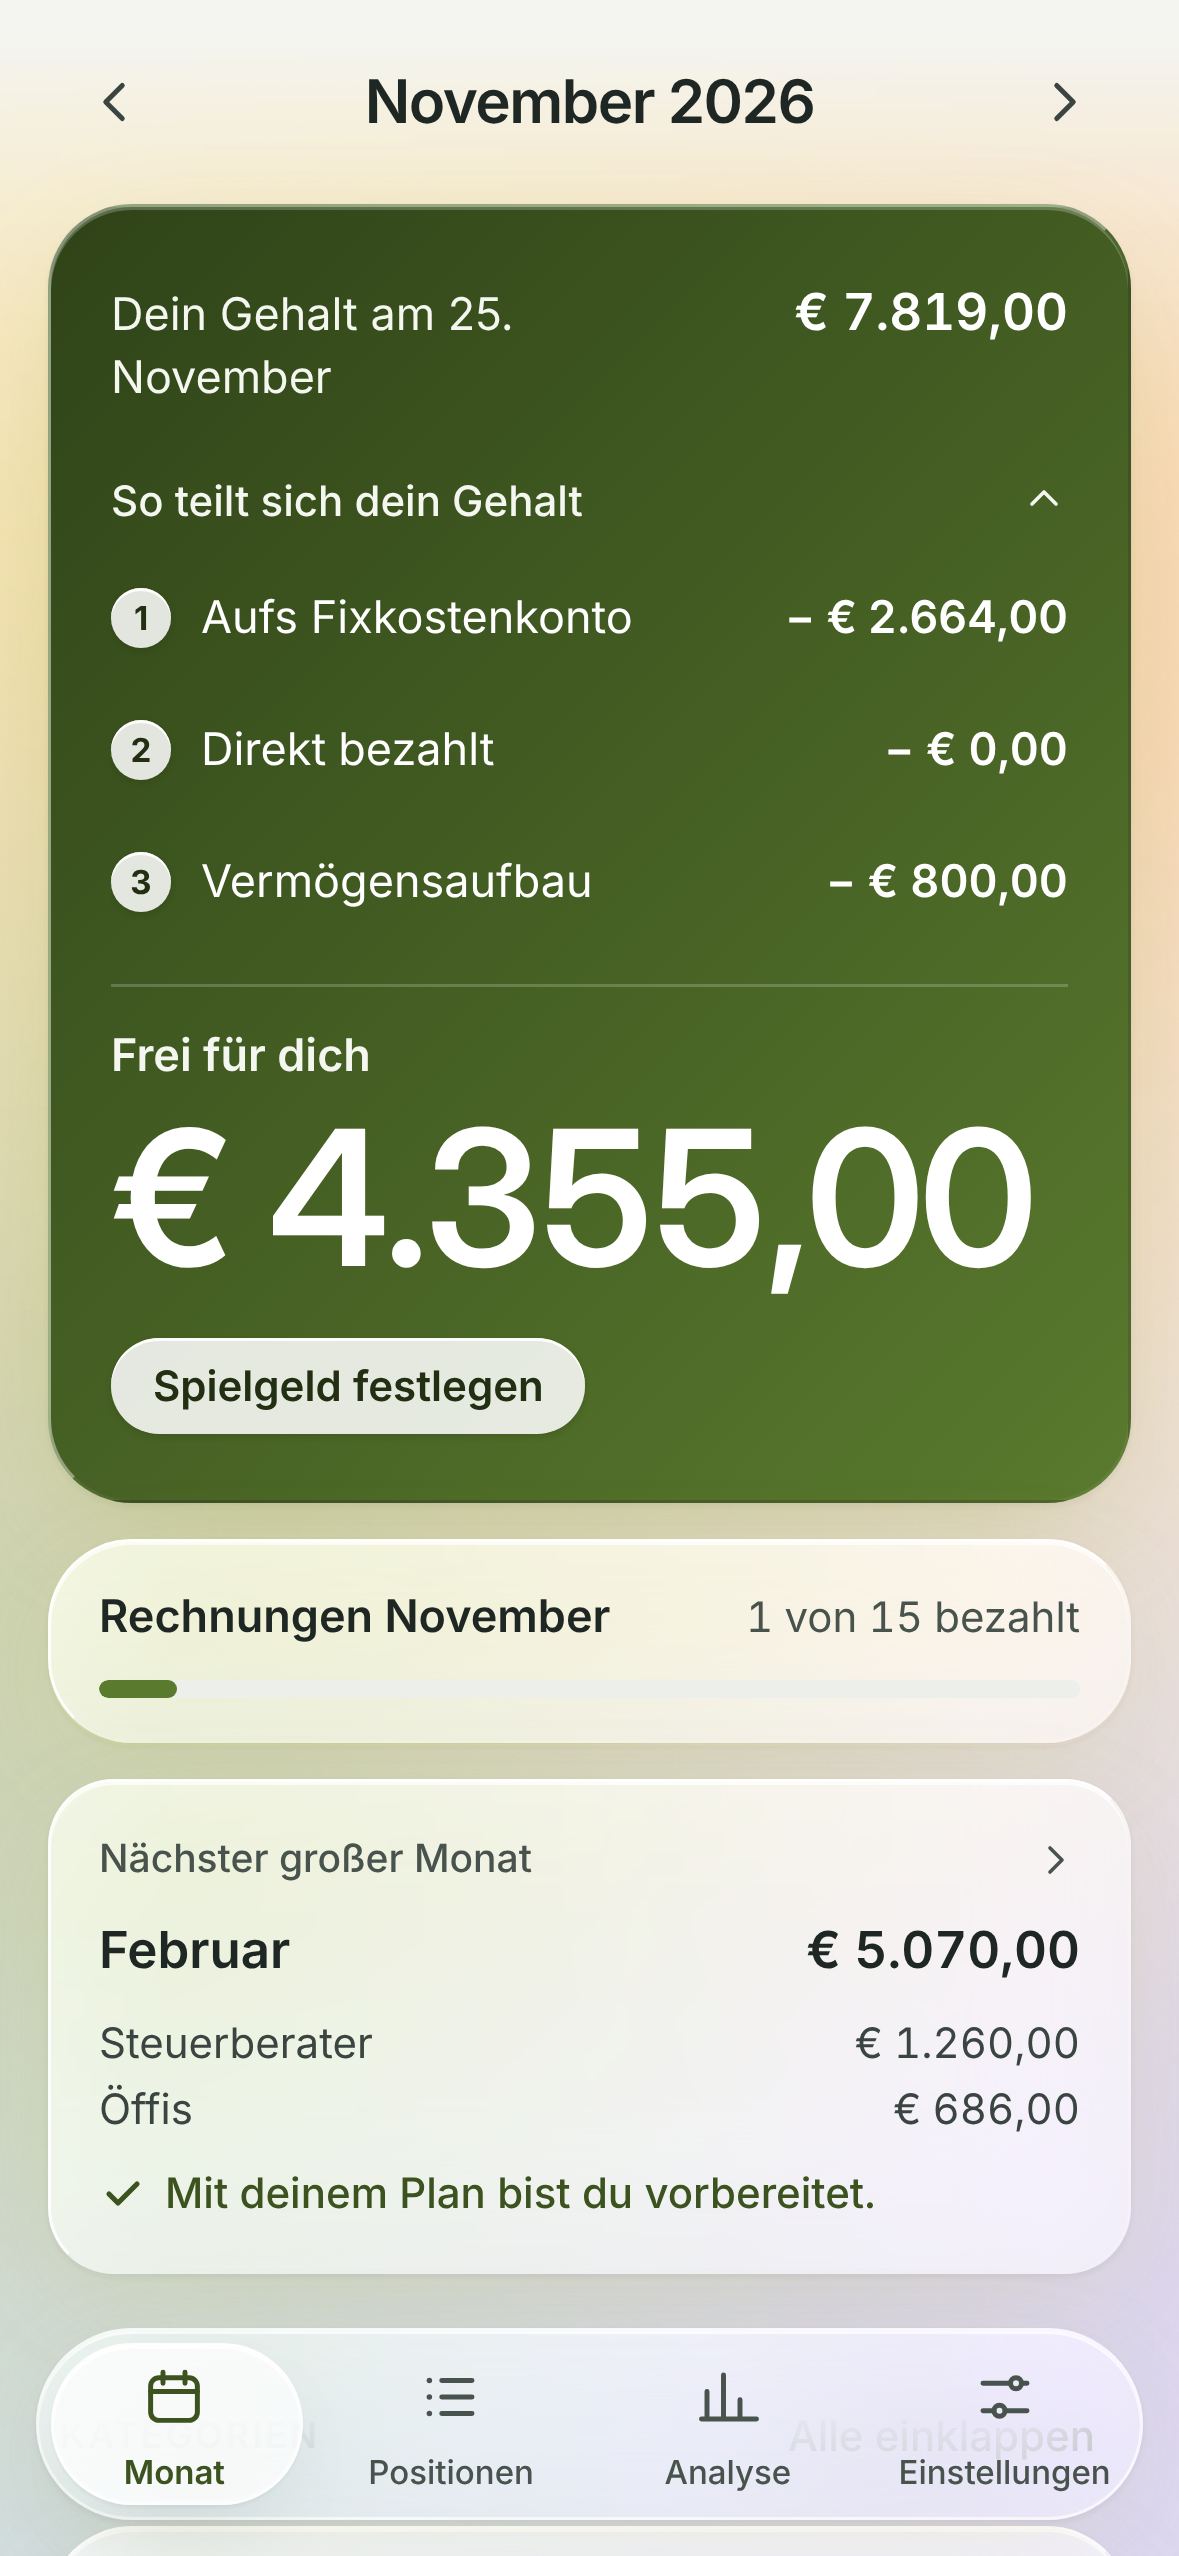 November 2026
Dein Gehalt am 25.
November
€ 7.819,00
So teilt sich dein Gehalt
1 Aufs Fixkostenkonto – € 2.664,00
2 Direkt bezahlt – € 0,00
3 Vermögensaufbau – € 800,00
Frei für dich
€ 4.355,00
Spielgeld festlegen
Rechnungen November 1 von 15 bezahlt
Nächster großer Monat
Februar € 5.070,00
Steuerberater € 1.260,00
Öffis € 686,00
Mit deinem Plan bist du vorbereitet.
KATEGORIEN Alle einklappen
Monat Positionen Analyse Einstellungen